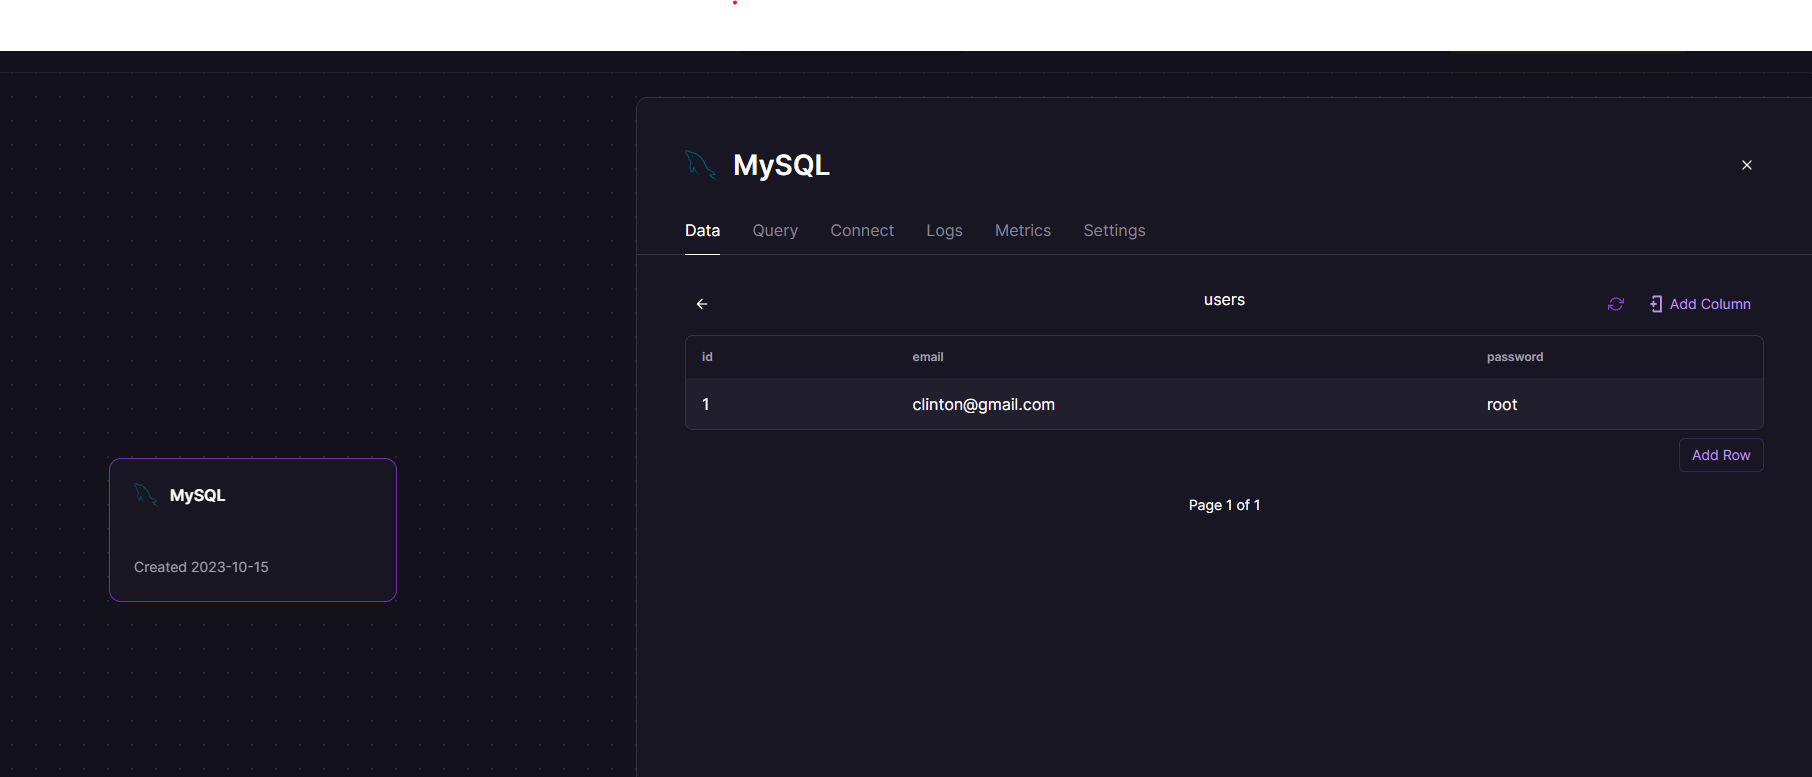 MySQL
Data Query Connect Logs Metrics Settings
users
Add Column
id email password
1 clinton@gmail.com root
Add Row
Page 1 of 1
MySQL
Created 2023-10-15